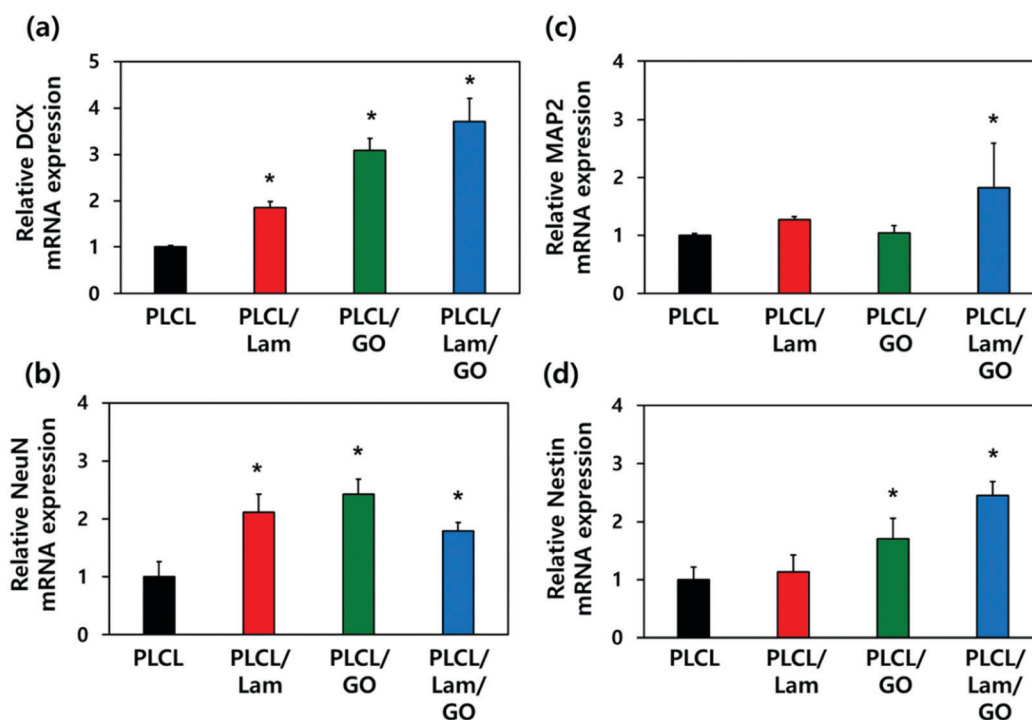 (a)
Relative DCX
mRNA expression
5
4
3
2
1
0
*
*
*
PLCL
PLCL/
Lam
PLCL/
GO
PLCL/
Lam/
GO
(b)
Relative NeuN
mRNA expression
4
3
2
1
0
*
*
*
PLCL
PLCL/
Lam
PLCL/
GO
PLCL/
Lam/
GO
(c)
Relative MAP2
mRNA expression
4
3
2
1
0
*
PLCL
PLCL/
Lam
PLCL/
GO
PLCL/
Lam/
GO
(d)
Relative Nestin
mRNA expression
4
3
2
1
0
*
*
PLCL
PLCL/
Lam
PLCL/
GO
PLCL/
Lam/
GO